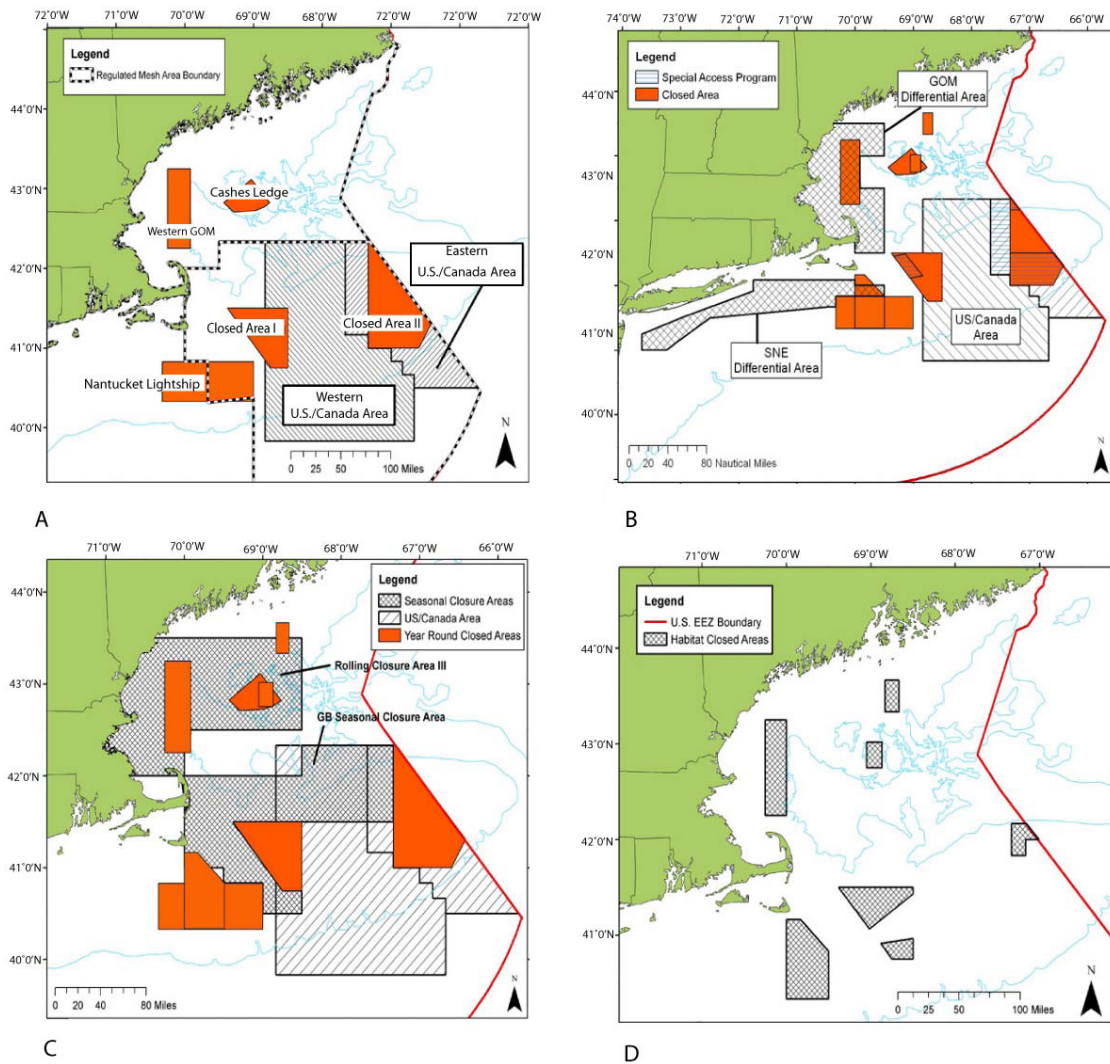 72°0'W 71°0'W 70°0'W 69°0'W 68°0'W 72°0'W 72°0'W
Legend
Regulated Mesh Area Boundary
44°0'N
43°0'N
42°0'N
41°0'N
40°0'N
Cashes Ledge
Western GOM
Eastern
U.S./Canada Area
Closed Area I
Closed Area II
Nantucket Lightship
Western
U.S./Canada Area
N
0 25 50 100 Miles
A
74°0'W 73°0'W 72°0'W 71°0'W 70°0'W 69°0'W 68°0'W 67°0'W 66°0'W
Legend
Special Access Program
Closed Area
GOM
Differential Area
44°0'N
43°0'N
42°0'N
41°0'N
40°0'N
US/Canada
Area
SNE
Differential Area
N
0 20 40 80 Nautical Miles
B
71°0'W 70°0'W 69°0'W 68°0'W 67°0'W 66°0'W
Legend
Seasonal Closure Areas
US/Canada Area
Year Round Closed Areas
44°0'N
43°0'N
42°0'N
41°0'N
40°0'N
Rolling Closure Area III
GB Seasonal Closure Area
N
0 20 40 80 Miles
C
71°0'W 70°0'W 69°0'W 68°0'W 67°0'W
Legend
U.S. EEZ Boundary
Habitat Closed Areas
44°0'N
43°0'N
42°0'N
41°0'N
N
0 25 50 100 Miles
D